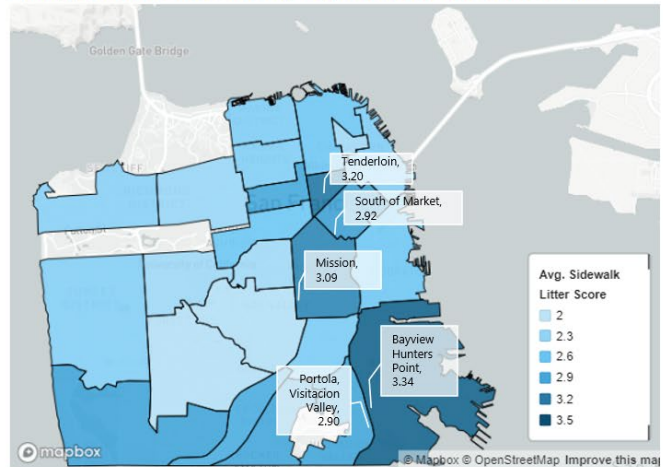 Golden Gate Bridge
Tenderloin,
3.20
South of Market,
2.92
Mission,
3.09
Bayview
Hunters
Point,
3.34
Portola,
Visitacion
Valley,
2.90
Avg. Sidewalk
Litter Score
2
2.3
2.6
2.9
3.2
3.5
mapbox
© Mapbox © OpenStreetMap Improve this map